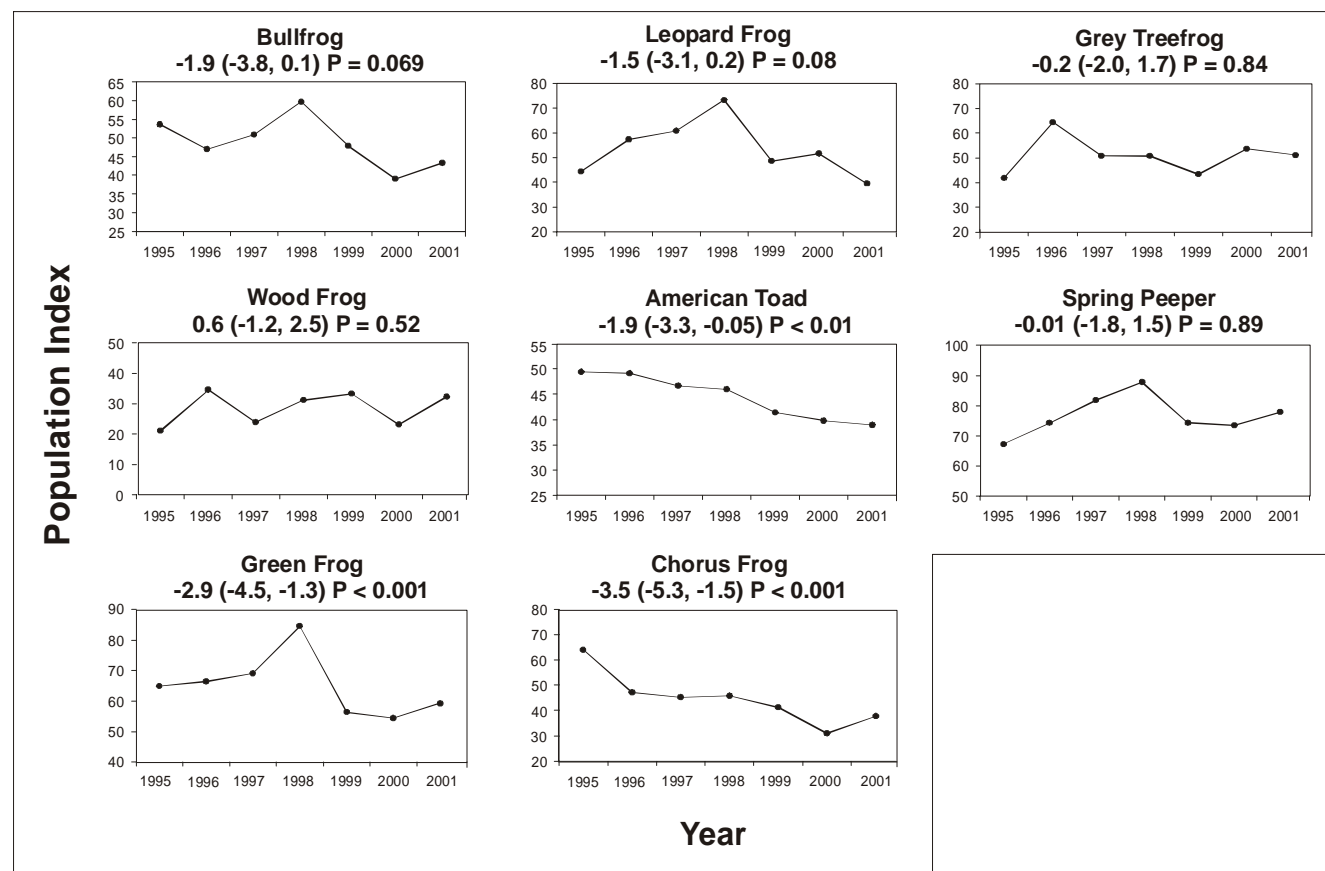 Population Index
Bullfrog
-1.9 (-3.8, 0.1) P = 0.069
65
60
55
50
45
40
35
30
25
1995 1996 1997 1998 1999 2000 2001
Leopard Frog
-1.5 (-3.1, 0.2) P = 0.08
80
70
60
50
40
30
20
1995 1996 1997 1998 1999 2000 2001
Grey Treefrog
-0.2 (-2.0, 1.7) P = 0.84
80
70
60
50
40
30
20
1995 1996 1997 1998 1999 2000 2001
Wood Frog
0.6 (-1.2, 2.5) P = 0.52
50
40
30
20
10
0
1995 1996 1997 1998 1999 2000 2001
American Toad
-1.9 (-3.3, -0.05) P < 0.01
55
50
45
40
35
30
25
1995 1996 1997 1998 1999 2000 2001
Spring Peeper
-0.01 (-1.8, 1.5) P = 0.89
100
90
80
70
60
50
1995 1996 1997 1998 1999 2000 2001
Green Frog
-2.9 (-4.5, -1.3) P < 0.001
90
80
70
60
50
40
1995 1996 1997 1998 1999 2000 2001
Chorus Frog
-3.5 (-5.3, -1.5) P < 0.001
80
70
60
50
40
30
20
1995 1996 1997 1998 1999 2000 2001
Year